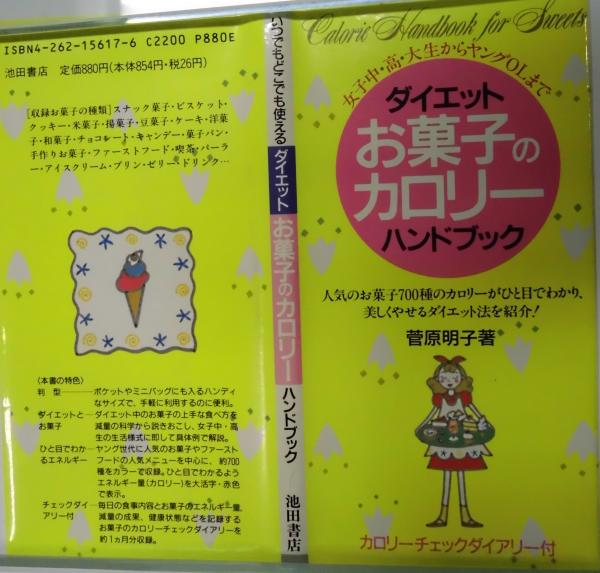 ISBN4-262-15617-6 C2200 P880E
池田書店 定価880円(本体854円・税26円)
[収録お菓子の種類]スナック菓子・ビスケット・
クッキー・米菓子・揚菓子・豆菓子・ケーキ・洋菓
子・和菓子・チョコレート・キャンデー・菓子パン・
手作りお菓子・ファーストフード・喫茶・パーラ
ー・アイスクリーム・プリン・ゼリー・ドリンク…
〈本書の特色〉
判 型――ポケットやミニバッグにも入るハンディ
なサイズで、手軽に利用するのに便利。
ダイエットと――ダイエット中のお菓子の上手な食べ方を
お菓子 減量の科学から説きおこし、女子中・高
生の生活様式に即して具体例で解説。
ひと目でわか――ヤング世代に人気のお菓子やファースト
るエネルギー フードの人気メニューを中心に、約700
種をカラーで収録。ひと目でわかるよう
エネルギー量(カロリー)を大活字・赤色
で表示。
チェックダイ――毎日の食事内容とお菓子のエネルギー量、
アリー付 減量の成果、健康状態などを記録する
お菓子のカロリーチェックダイアリーを
約1ヵ月分収録。
いつでもどこでも使える
ダイエット
お菓子のカロリー
ハンドブック
池田書店
Caloric Handbook for Sweets
女子中・高・大生からヤングOLまで
ダイエット
お菓子の
カロリー
ハンドブック
人気のお菓子700種のカロリーがひと目でわかり、
美しくやせるダイエット法を紹介!
菅原明子著
カロリーチェックダイアリー付